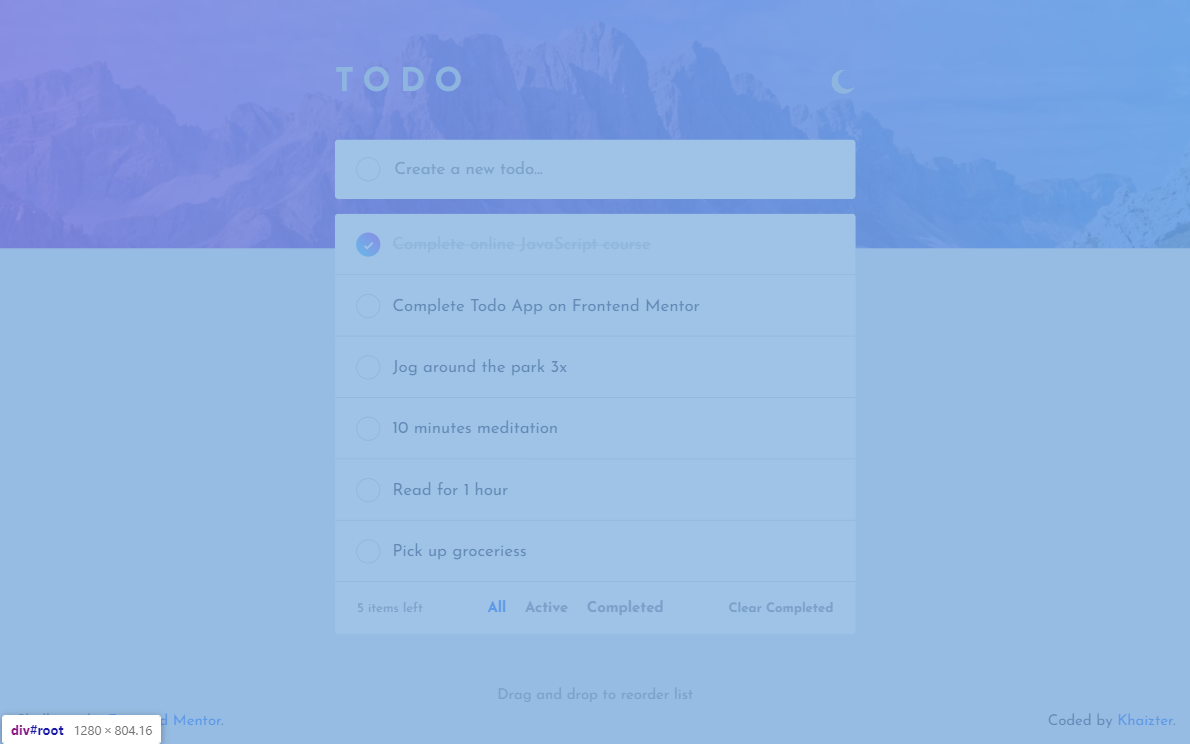 TODO
Create a new todo...
Complete online JavaScript course
Complete Todo App on Frontend Mentor
Jog around the park 3x
10 minutes meditation
Read for 1 hour
Pick up groceriess
5 items left All Active Completed Clear Completed
Drag and drop to reorder list
Mentor. Coded by Khaizter.
div#root 1280 × 804.16